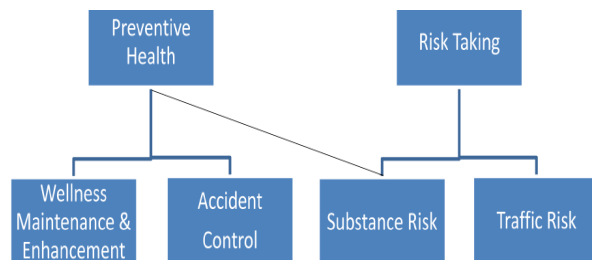 Preventive
Health
Risk Taking
Wellness
Maintenance &
Enhancement
Accident
Control
Substance Risk
Traffic Risk